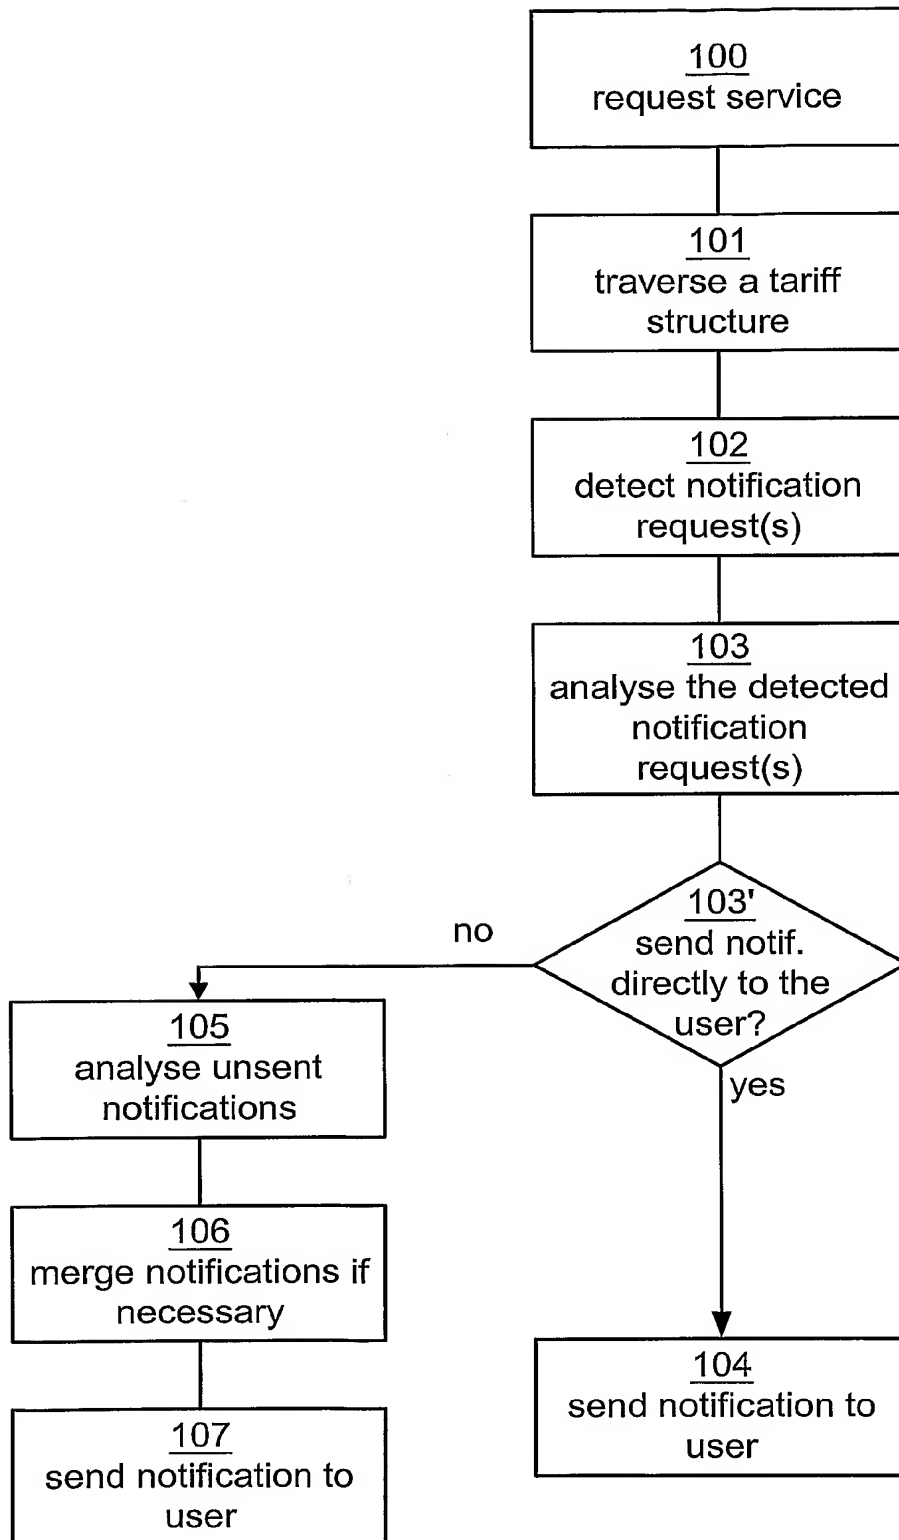 100
request service
101
traverse a tariff
structure
102
detect notification
request(s)
103
analyse the detected
notification
request(s)
103'
send notif.
directly to the
user?
no
yes
105
analyse unsent
notifications
106
merge notifications if
necessary
107
send notification to
user
104
send notification to
user